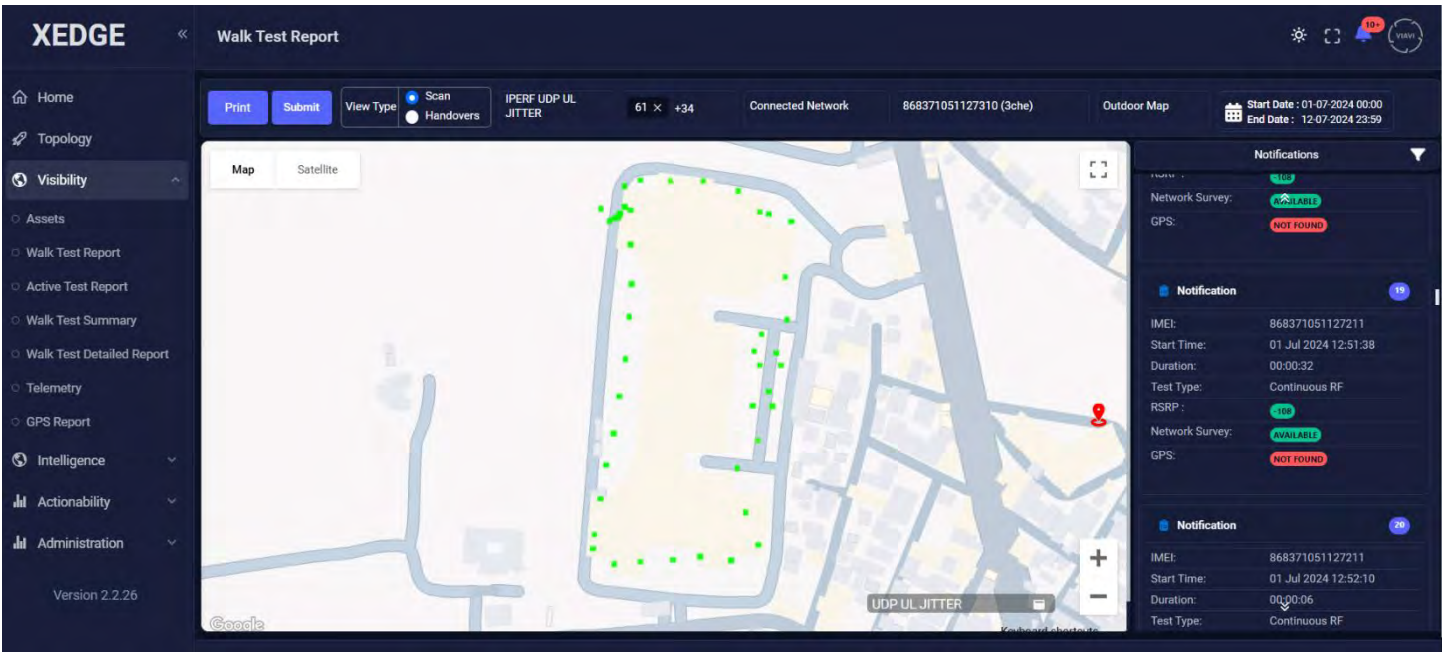 XEDGE
«
Walk Test Report
10+
VIAVI
Home
Topology
Visibility
Assets
Walk Test Report
Active Test Report
Walk Test Summary
Walk Test Detailed Report
Telemetry
GPS Report
Intelligence
Actionability
Administration
Version 2.2.26
Print
Submit
View Type
Scan
Handovers
IPERF UDP UL
JITTER
61 × +34
Connected Network
868371051127310 (3che)
Outdoor Map
Start Date : 01-07-2024 00:00
End Date : 12-07-2024 23:59
Map
Satellite
UDP UL JITTER
+
−
Google
Keyboard shortcuts
Notifications
RSRP : -108
Network Survey: AVAILABLE
GPS: NOT FOUND
Notification 19
IMEI: 868371051127211
Start Time: 01 Jul 2024 12:51:38
Duration: 00:00:32
Test Type: Continuous RF
RSRP : -108
Network Survey: AVAILABLE
GPS: NOT FOUND
Notification 20
IMEI: 868371051127211
Start Time: 01 Jul 2024 12:52:10
Duration: 00:00:06
Test Type: Continuous RF